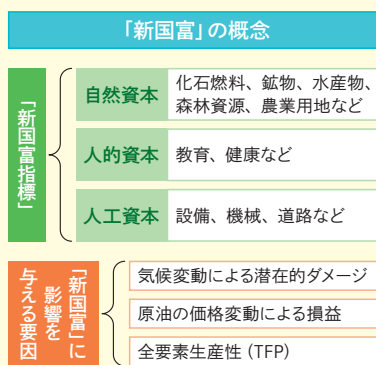 「新国富」の概念
「新国富指標」
自然資本
化石燃料、鉱物、水産物、
森林資源、農業用地など
人的資本
教育、健康など
人工資本
設備、機械、道路など
「新国富」に
影響を
与える要因
気候変動による潜在的ダメージ
原油の価格変動による損益
全要素生産性(TFP)